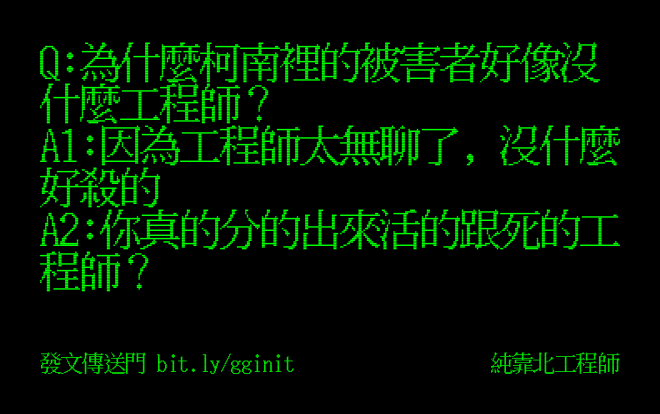 Q:為什麼柯南裡的被害者好像沒
什麼工程師？
A1:因為工程師太無聊了，沒什麼
好殺的
A2:你真的分的出來活的跟死的工
程師？
發文傳送門 bit.ly/gginit
純靠北工程師